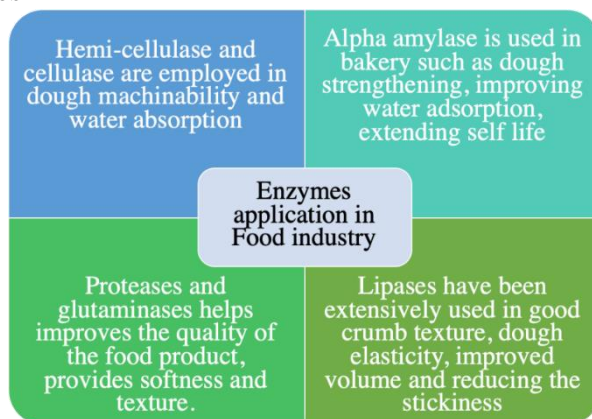 Hemi-cellulase and
cellulase are employed in
dough machinability and
water absorption
Alpha amylase is used in
bakery such as dough
strengthening, improving
water adsorption,
extending self life
Enzymes
application in
Food industry
Proteases and
glutaminases helps
improves the quality of
the food product,
provides softness and
texture.
Lipases have been
extensively used in good
crumb texture, dough
elasticity, improved
volume and reducing the
stickiness